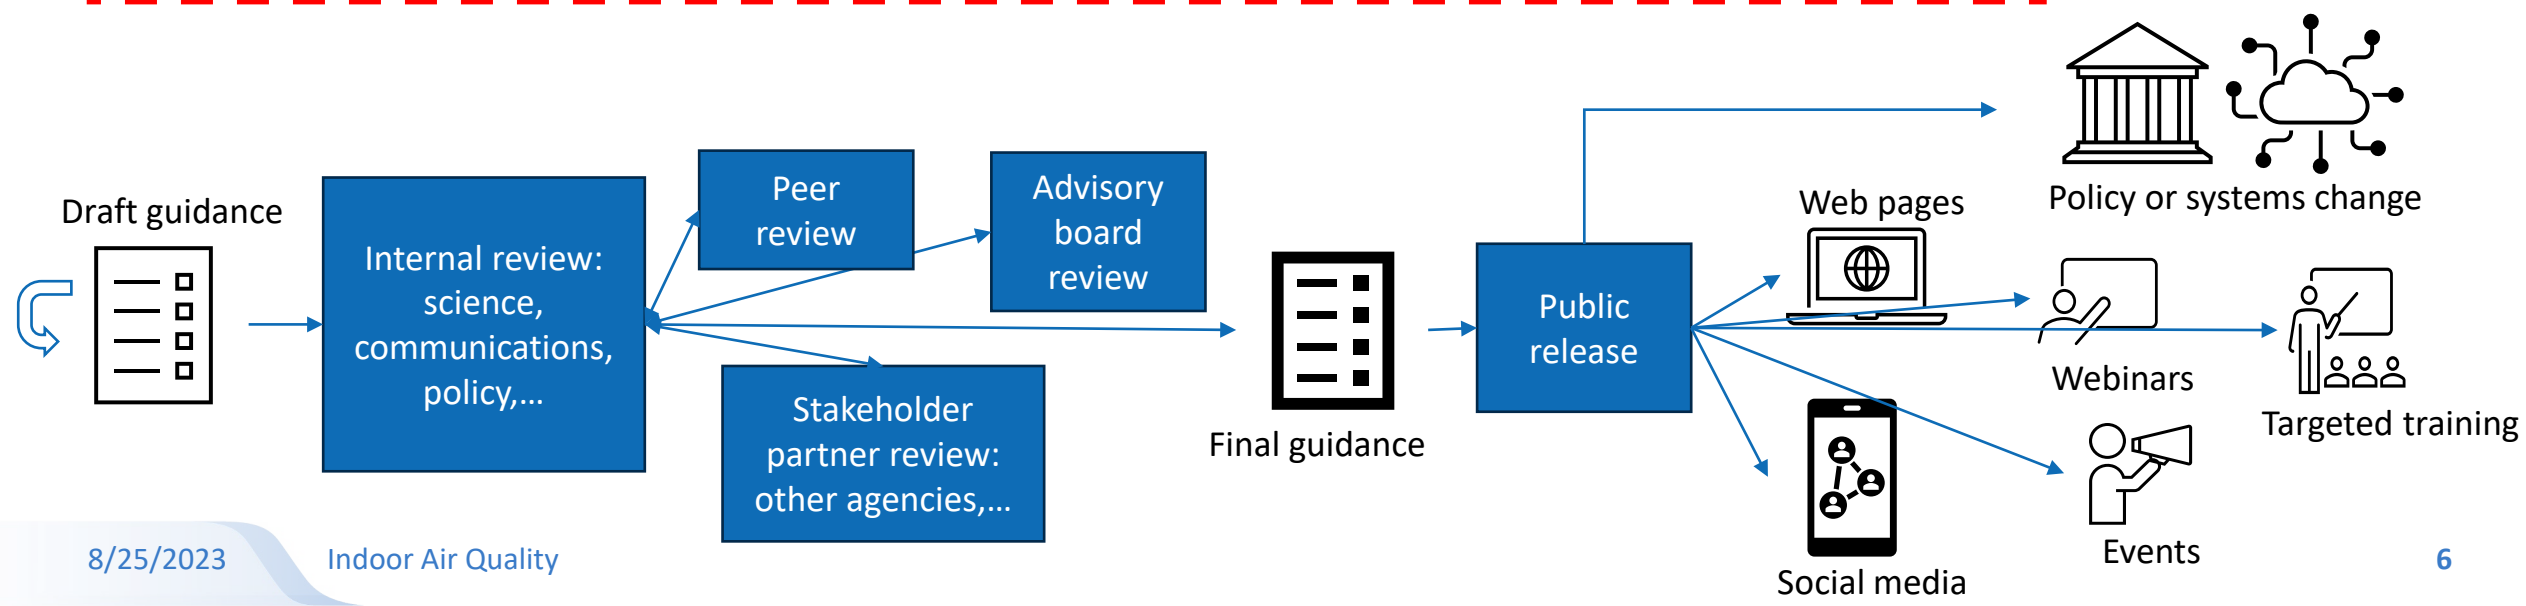 Draft guidance
Internal review:
science,
communications,
policy,…
Peer
review
Advisory
board
review
Stakeholder
partner review:
other agencies,…
Final guidance
Public
release
Policy or systems change
Web pages
Webinars
Targeted training
Social media
Events
8/25/2023
Indoor Air Quality
6